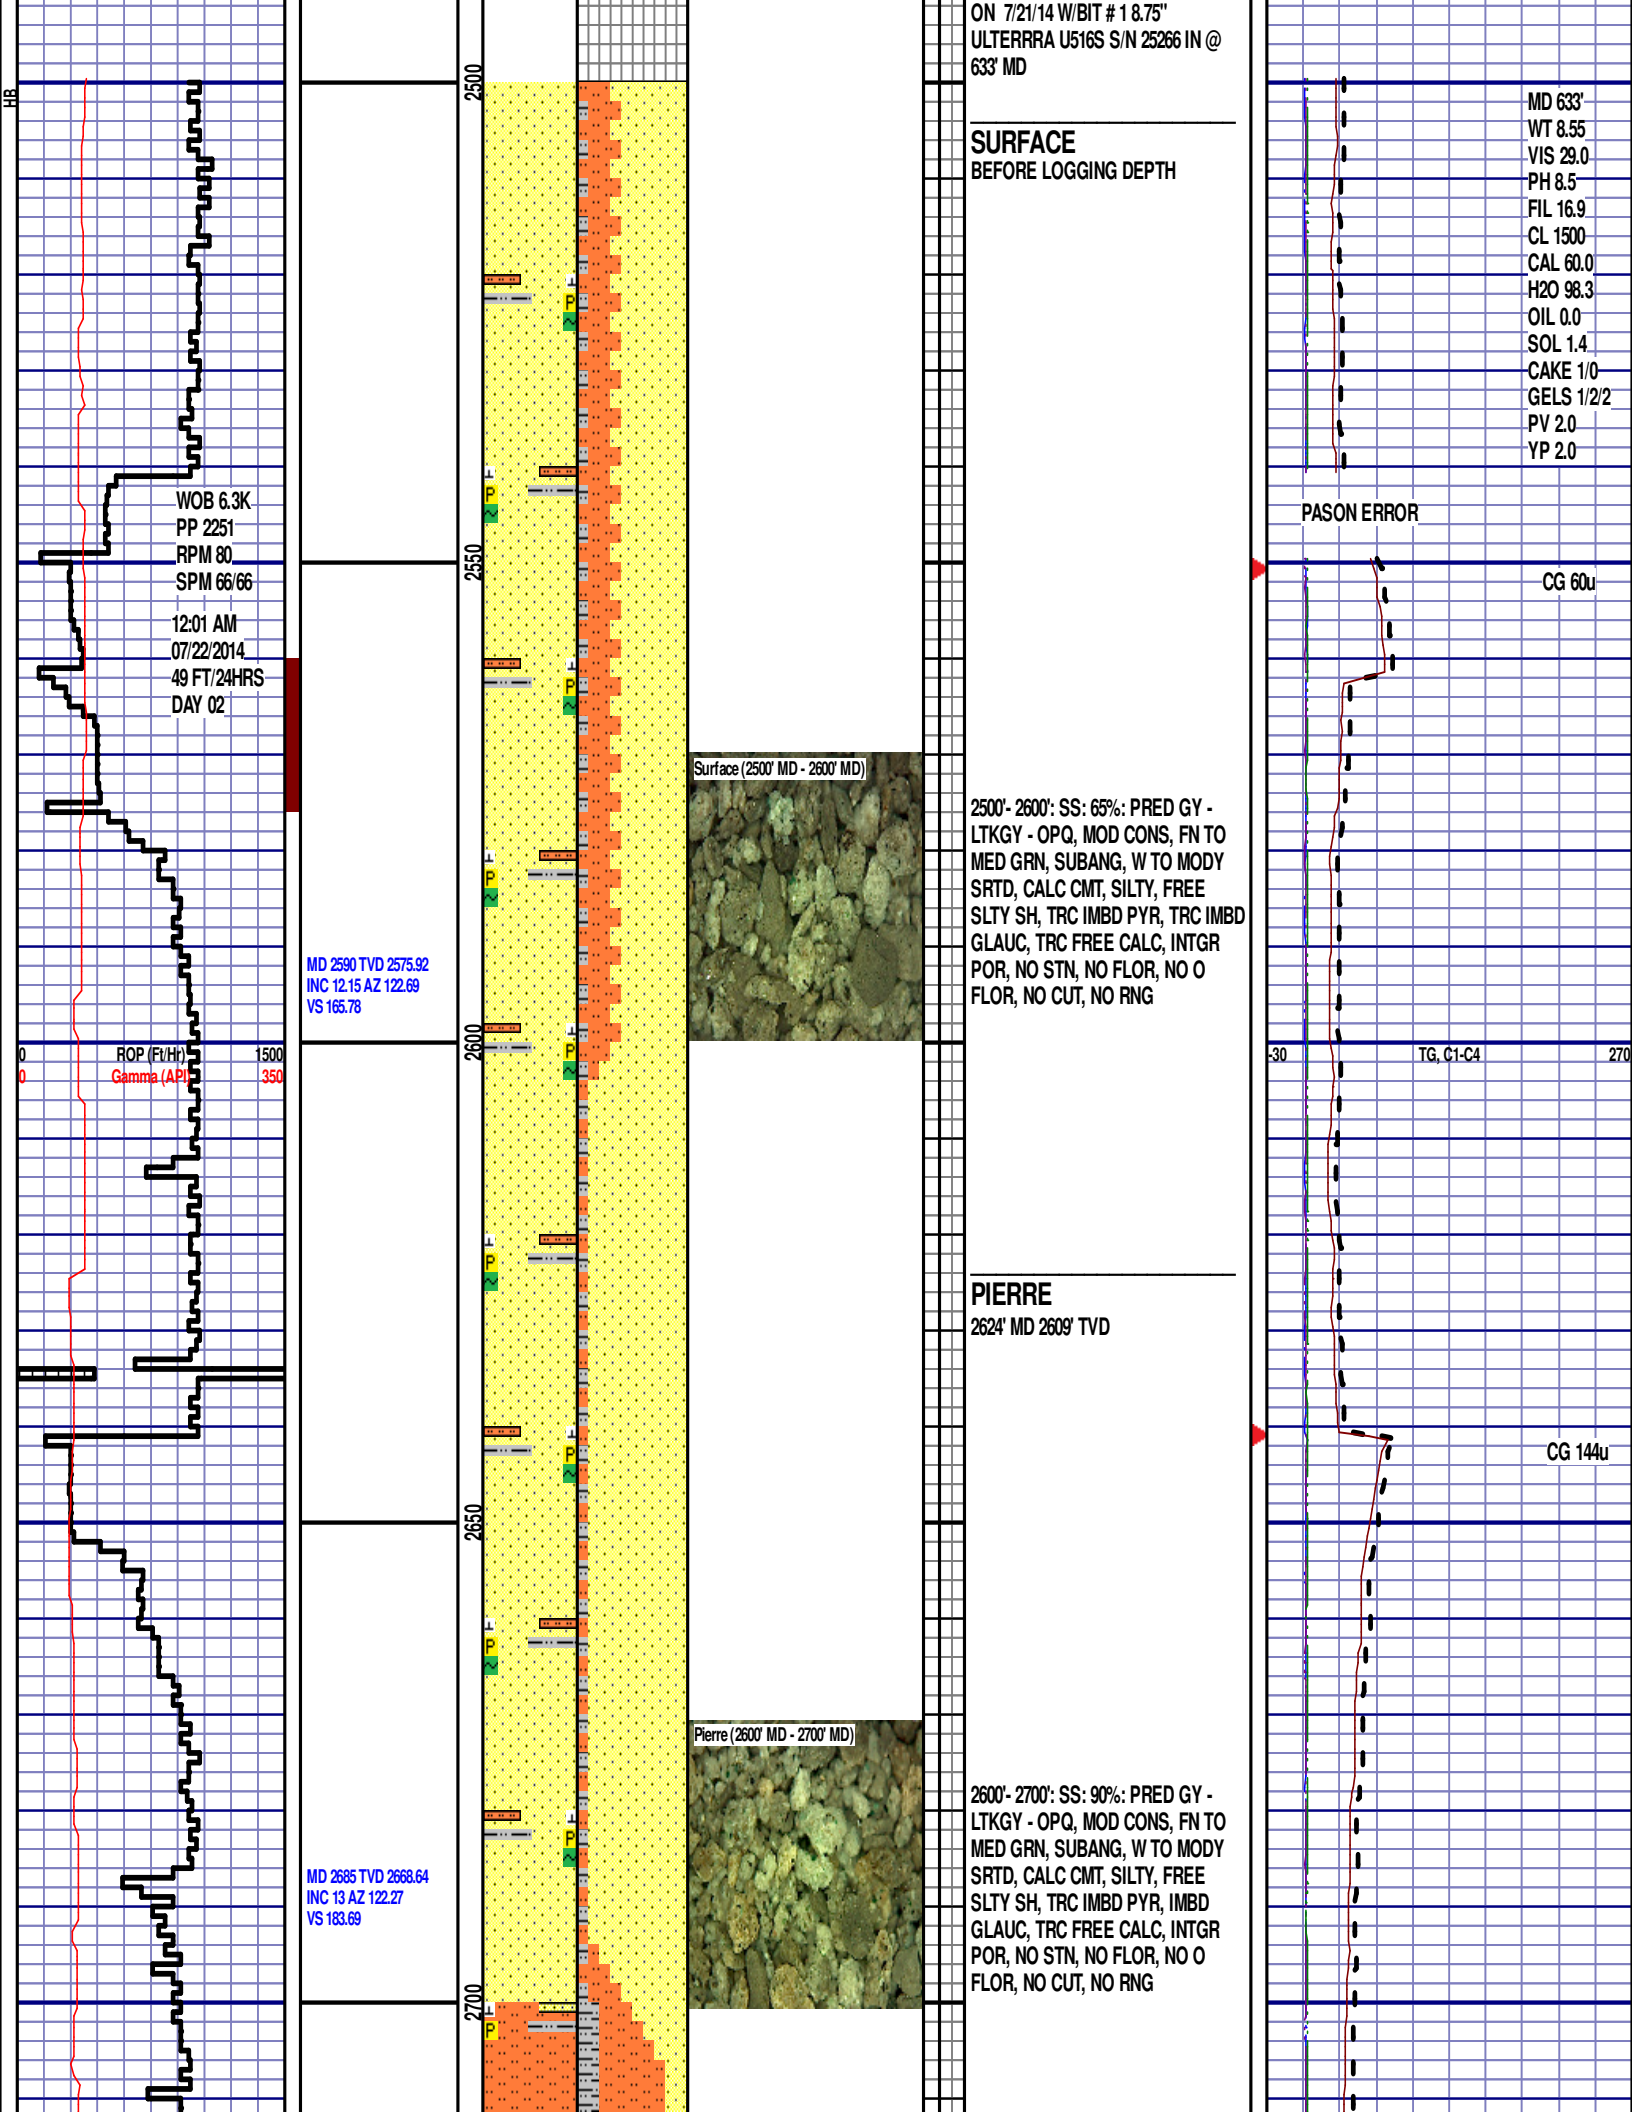 ON 7/21/14 W/BIT # 1 8.75"
ULTERRRA U516S S/N 25266 IN @
633' MD
HB
2500
SURFACE
BEFORE LOGGING DEPTH
MD 633'
WT 8.55
VIS 29.0
PH 8.5
FIL 16.9
CL 1500
CAL 60.0
H2O 98.3
OIL 0.0
SOL 1.4
CAKE 1/0
GELS 1/2/2
PV 2.0
YP 2.0
P
P
WOB 6.3K
PP 2251
RPM 80
SPM 66/66
PASON ERROR
2550
CG 60u
12:01 AM
07/22/2014
49 FT/24HRS
DAY 02
P
Surface (2500' MD - 2600' MD)
2500'- 2600': SS: 65%: PRED GY -
LTKGY - OPQ, MOD CONS, FN TO
MED GRN, SUBANG, W TO MODY
SRTD, CALC CMT, SILTY, FREE
SLTY SH, TRC IMBD PYR, TRC IMBD
GLAUC, TRC FREE CALC, INTGR
POR, NO STN, NO FLOR, NO O
FLOR, NO CUT, NO RNG
P
MD 2590 TVD 2575.92
INC 12.15 AZ 122.69
VS 165.78
2600
P
0 ROP (Ft/Hr) 1500
0 Gamma (API) 350
-30 TG, C1-C4 270
P
PIERRE
2624' MD 2609' TVD
P
CG 144u
2650
P
Pierre (2600' MD - 2700' MD)
2600'- 2700': SS: 90%: PRED GY -
LTKGY - OPQ, MOD CONS, FN TO
MED GRN, SUBANG, W TO MODY
SRTD, CALC CMT, SILTY, FREE
SLTY SH, TRC IMBD PYR, IMBD
GLAUC, TRC FREE CALC, INTGR
POR, NO STN, NO FLOR, NO O
FLOR, NO CUT, NO RNG
P
MD 2685 TVD 2668.64
INC 13 AZ 122.27
VS 183.69
2700
P